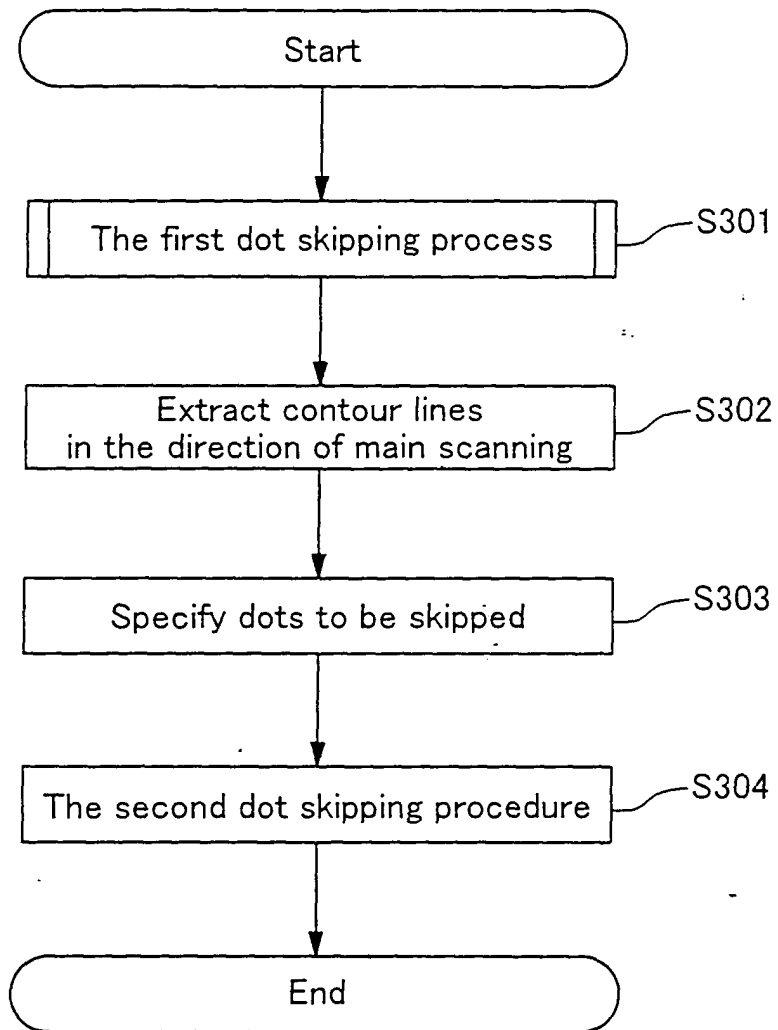 Start
The first dot skipping process
S301
Extract contour lines
in the direction of main scanning
S302
Specify dots to be skipped
S303
The second dot skipping procedure
S304
End